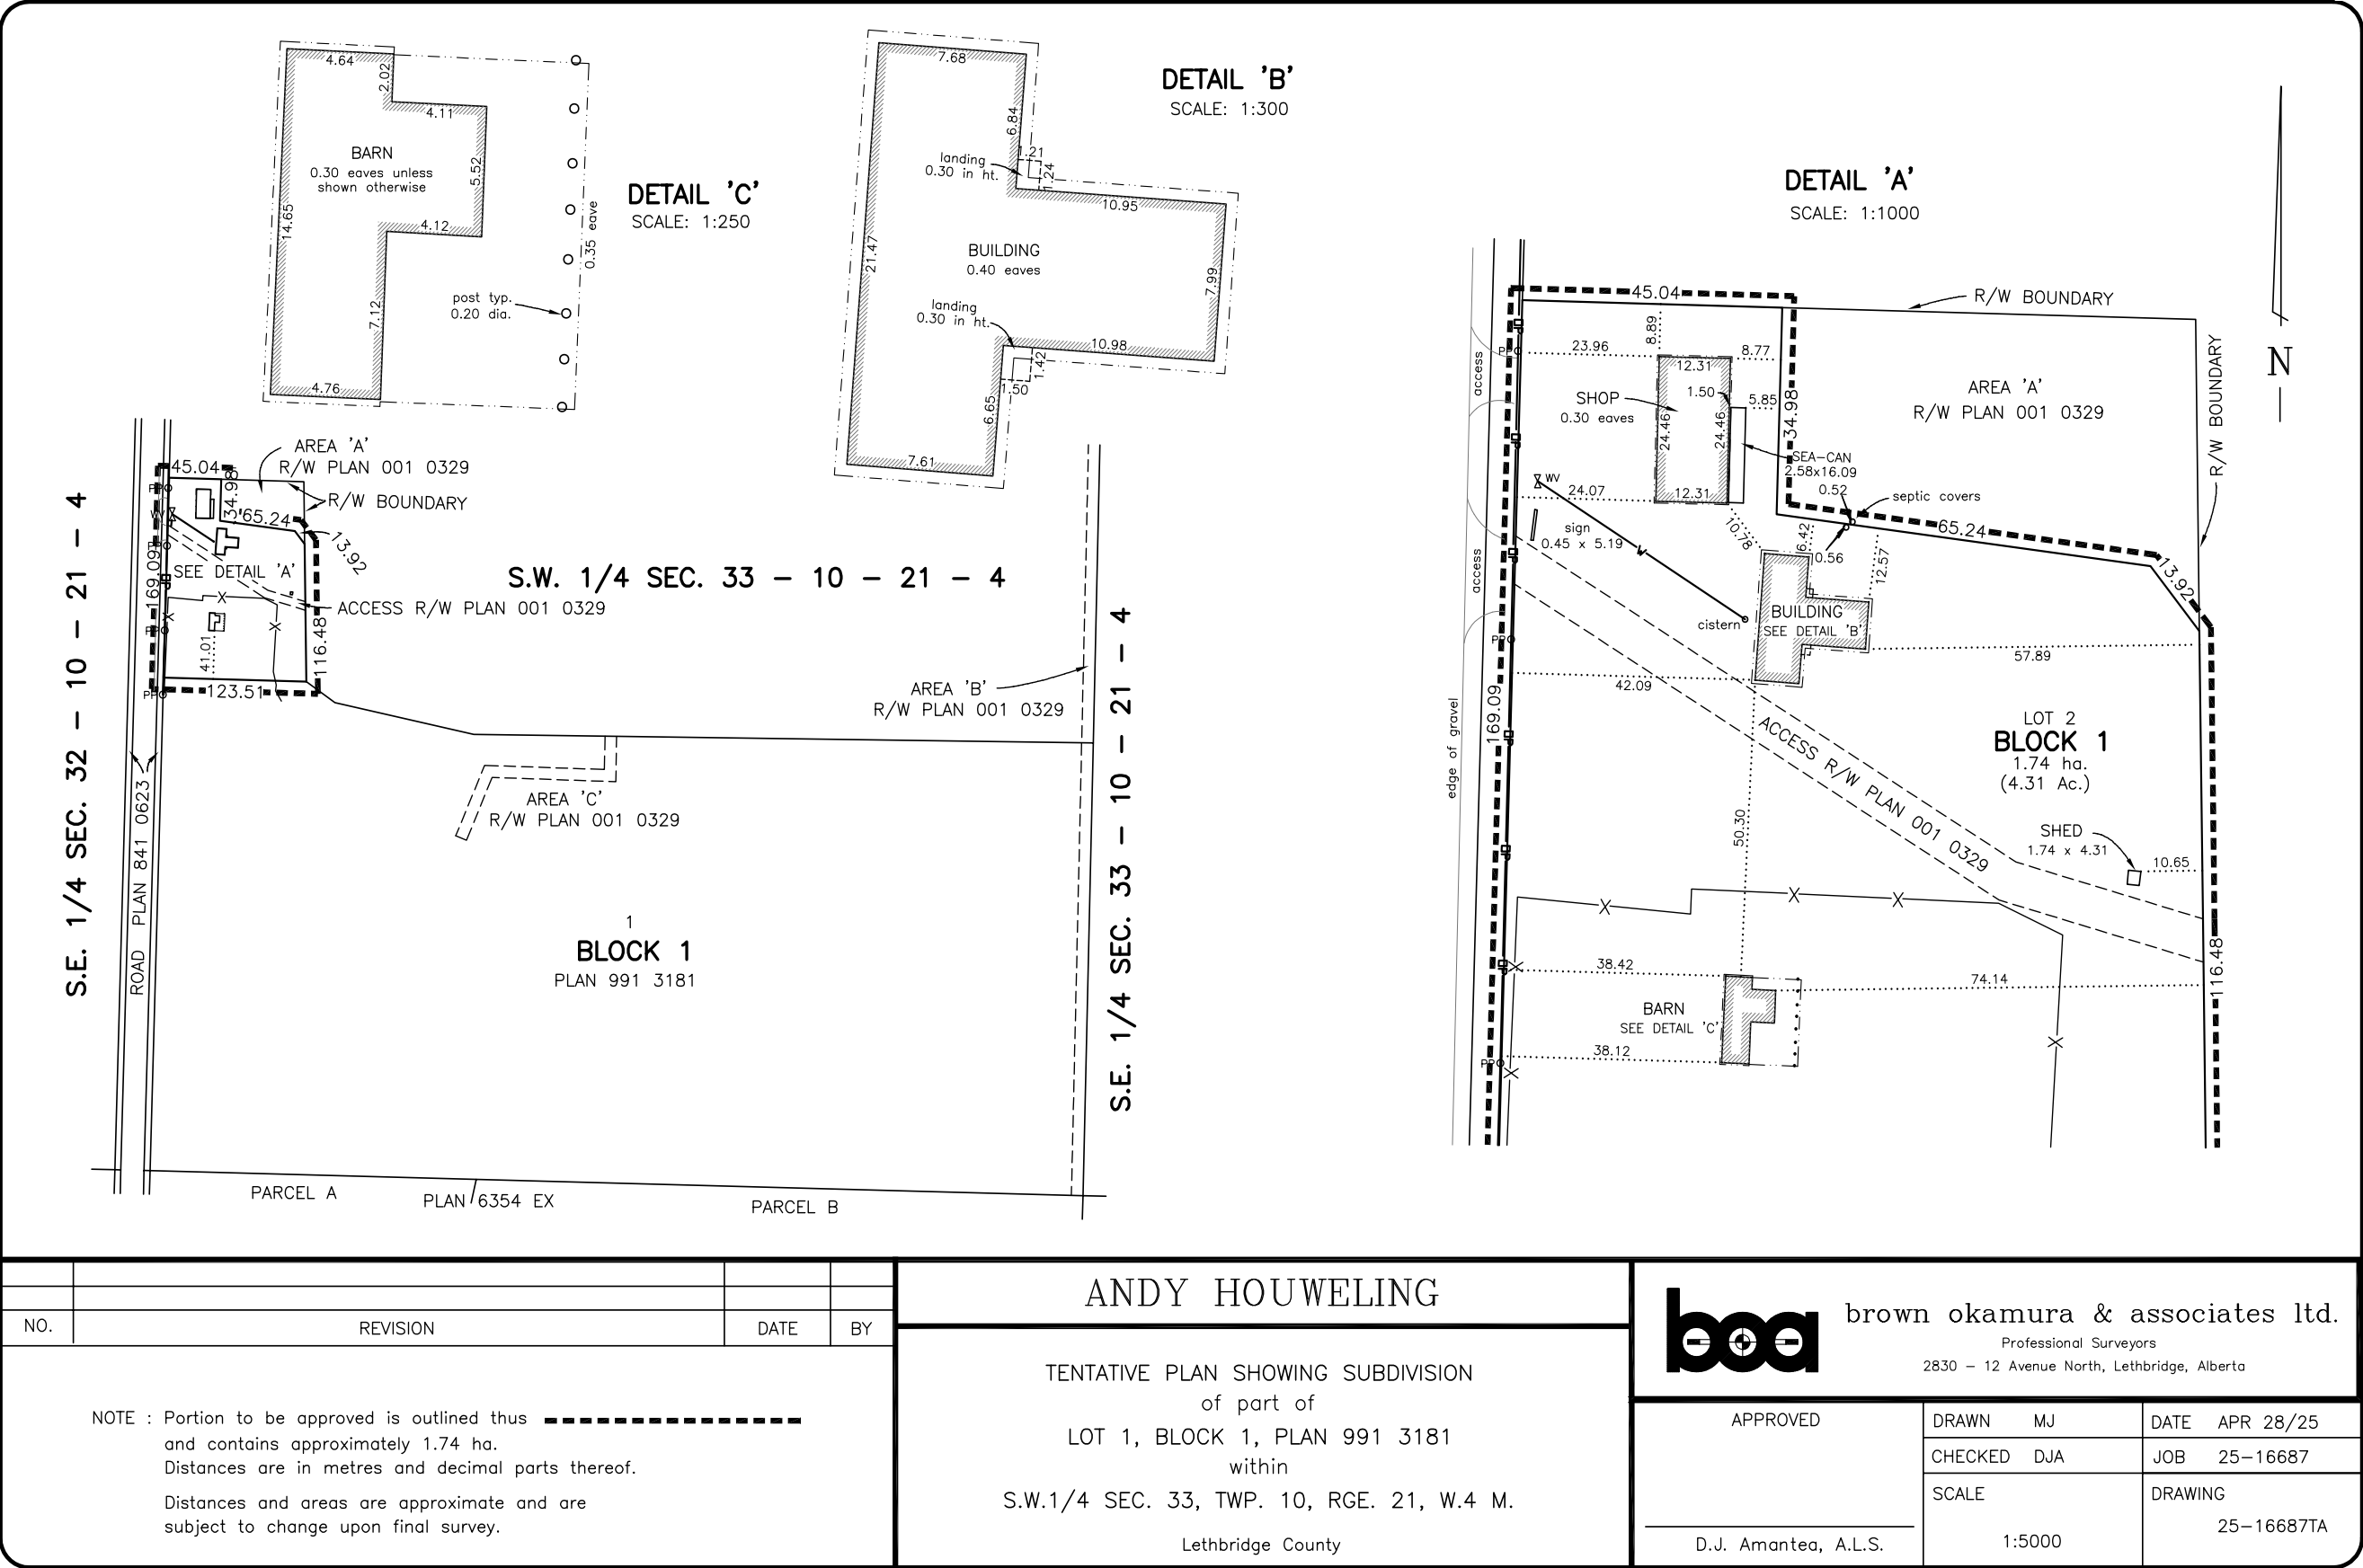 4.64
2.02
4.11
BARN
0.30 eaves unless
shown otherwise
5.52
14.65
4.12
7.12
4.76
post typ.
0.20 dia.
0.35 eave
DETAIL 'C'
SCALE: 1:250
7.68
6.84
1.21
1.24
landing
0.30 in ht.
10.95
BUILDING
0.40 eaves
21.47
7.99
landing
0.30 in ht.
10.98
1.42
1.50
6.65
7.61
DETAIL 'B'
SCALE: 1:300
DETAIL 'A'
SCALE: 1:1000
N
R/W BOUNDARY
R/W BOUNDARY
45.04
8.89
23.96
8.77
12.31
1.50
5.85
SHOP
0.30 eaves
24.46
24.46
34.98
AREA 'A'
R/W PLAN 001 0329
SEA-CAN
2.58x16.09
0.52
septic covers
WV
24.07
12.31
sign
0.45 x 5.19
10.78
6.42
0.56
12.57
65.24
13.92
W
cistern
BUILDING
SEE DETAIL 'B'
57.89
42.09
169.09
access
access
edge of gravel
PP
PP
PP
ACCESS R/W PLAN 001 0329
LOT 2
BLOCK 1
1.74 ha.
(4.31 Ac.)
50.30
SHED
1.74 x 4.31
10.65
38.42
74.14
BARN
SEE DETAIL 'C'
38.12
116.48
AREA 'A'
R/W PLAN 001 0329
R/W BOUNDARY
45.04
34.98
65.24
13.92
PP
WV
PP
PP
PP
169.09
SEE DETAIL 'A'
ACCESS R/W PLAN 001 0329
41.01
116.48
123.51
S.W. 1/4 SEC. 33 - 10 - 21 - 4
S.E. 1/4 SEC. 32 - 10 - 21 - 4
S.E. 1/4 SEC. 33 - 10 - 21 - 4
ROAD PLAN 841 0623
AREA 'B'
R/W PLAN 001 0329
AREA 'C'
R/W PLAN 001 0329
1
BLOCK 1
PLAN 991 3181
PARCEL A
PLAN 6354 EX
PARCEL B
NO.
REVISION
DATE
BY
NOTE : Portion to be approved is outlined thus
and contains approximately 1.74 ha.
Distances are in metres and decimal parts thereof.
Distances and areas are approximate and are
subject to change upon final survey.
ANDY HOUWELING
TENTATIVE PLAN SHOWING SUBDIVISION
of part of
LOT 1, BLOCK 1, PLAN 991 3181
within
S.W.1/4 SEC. 33, TWP. 10, RGE. 21, W.4 M.
Lethbridge County
boa
brown okamura & associates ltd.
Professional Surveyors
2830 - 12 Avenue North, Lethbridge, Alberta
APPROVED
D.J. Amantea, A.L.S.
DRAWN MJ
DATE APR 28/25
CHECKED DJA
JOB 25-16687
SCALE
1:5000
DRAWING
25-16687TA